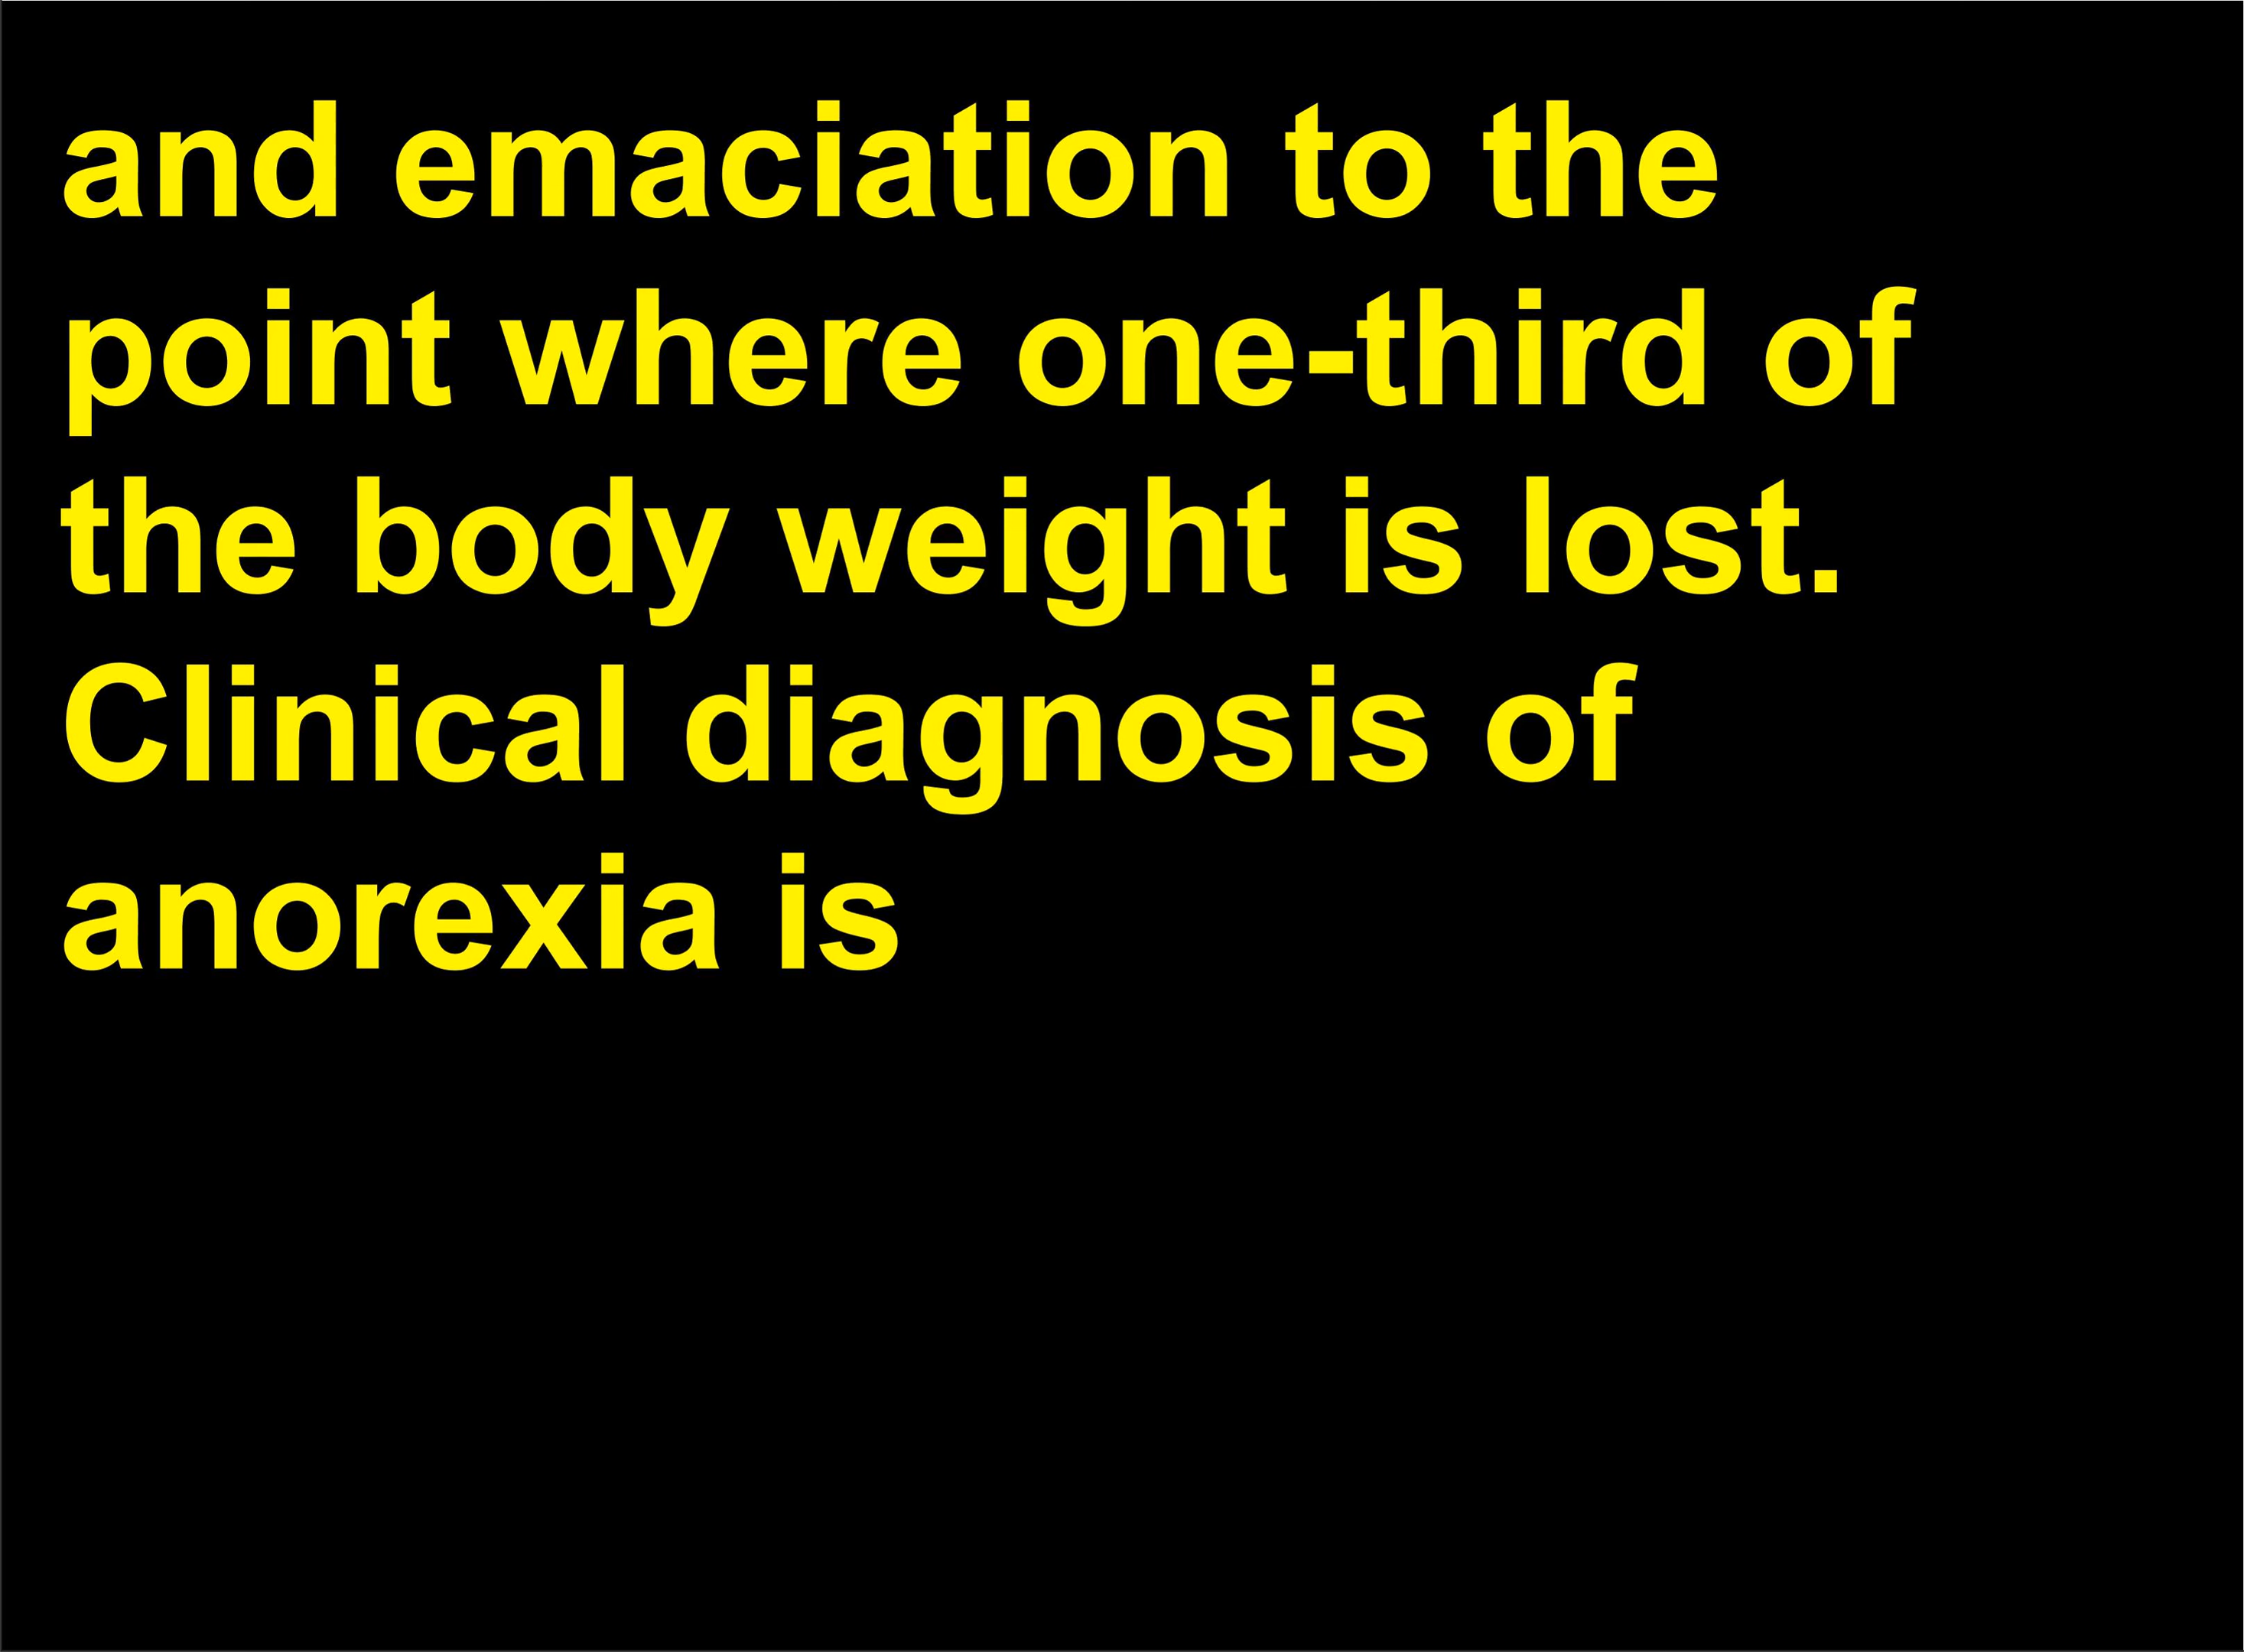 and emaciation to the
point where one-third of
the body weight is lost.
Clinical diagnosis of
anorexia is